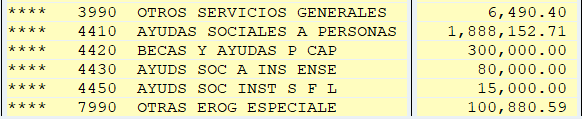 **** 3990 OTROS SERVICIOS GENERALES 6,490.40
**** 4410 AYUDAS SOCIALES A PERSONAS 1,888,152.71
**** 4420 BECAS Y AYUDAS P CAP 300,000.00
**** 4430 AYUDS SOC A INS ENSE 80,000.00
**** 4450 AYUDS SOC INST S F L 15,000.00
**** 7990 OTRAS EROG ESPECIALE 100,880.59